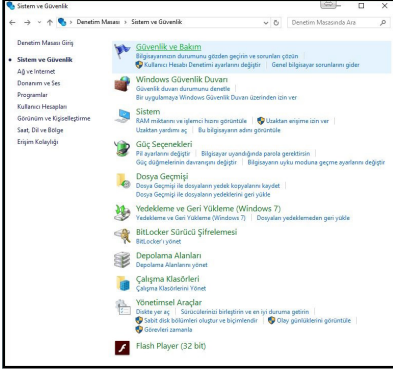 Sistem ve Güvenlik
Denetim Masası > Sistem ve Güvenlik
Denetim Masasında Ara
Denetim Masası Giriş
Sistem ve Güvenlik
Ağ ve Internet
Donanım ve Ses
Programlar
Kullanıcı Hesapları
Görünüm ve Kişiselleştirme
Saat, Dil ve Bölge
Erişim Kolaylığı
Güvenlik ve Bakım
Bilgisayarınızın durumunu gözden geçirin ve sorunları çözün
Kullanıcı Hesabı Denetimi ayarlarını değiştir | Genel bilgisayar sorunlarını gider
Windows Güvenlik Duvarı
Güvenlik duvarı durumunu denetle
Bir uygulamaya Windows Güvenlik Duvarı üzerinden izin ver
Sistem
RAM miktarını ve işlemci hızını görüntüle | Uzaktan erişime izin ver
Uzaktan yardımı aç | Bu bilgisayarın adını görüntüle
Güç Seçenekleri
Pil ayarlarını değiştir | Bilgisayar uyandığında parola gerektirsin
Güç düğmelerinin davranışını değiştir | Bilgisayarın uyku moduna geçme ayarlarını değiştir
Dosya Geçmişi
Dosya Geçmişi ile dosyaların yedek kopyalarını kaydet
Dosya Geçmişi ile dosyaların yedeklerini geri yükle
Yedekleme ve Geri Yükleme (Windows 7)
Yedekleme ve Geri Yükleme (Windows 7) | Dosyaları yedeklemeden geri yükle
BitLocker Sürücü Şifrelemesi
BitLocker'ı yönet
Depolama Alanları
Depolama Alanlarını yönet
Çalışma Klasörleri
Çalışma Klasörlerini Yönet
Yönetimsel Araçlar
Diskte yer aç | Sürücülerinizi birleştirin ve en iyi duruma getirin
Sabit disk bölümleri oluştur ve biçimlendir | Olay günlüklerini görüntüle
Görevleri zamanla
Flash Player (32 bit)